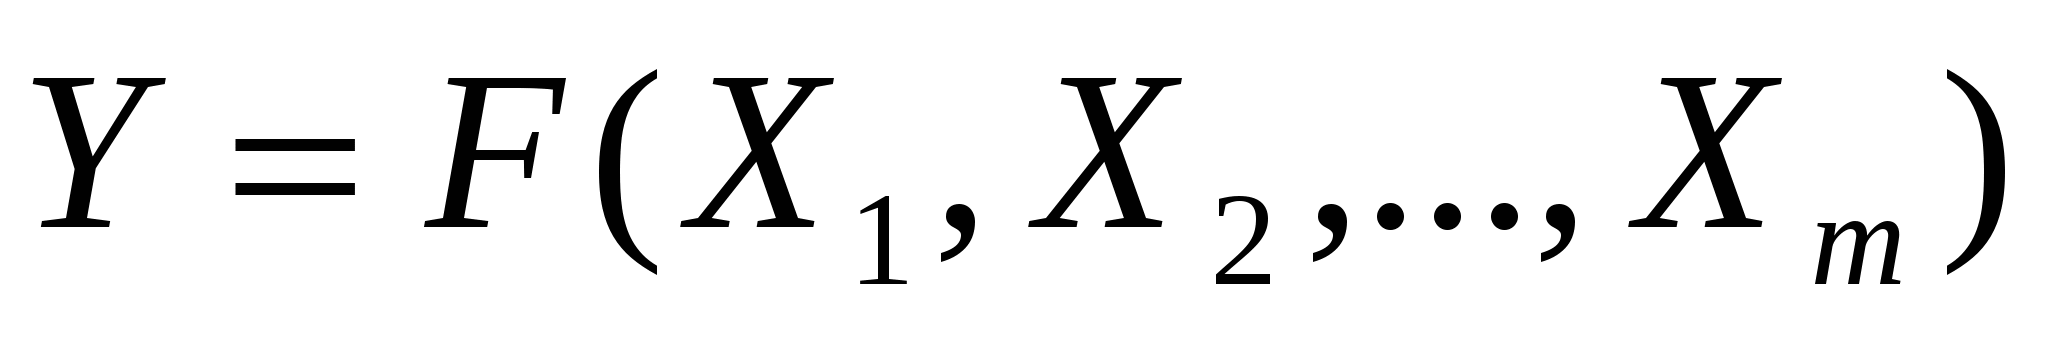 Y = F(X₁, X₂,..., Xₘ)